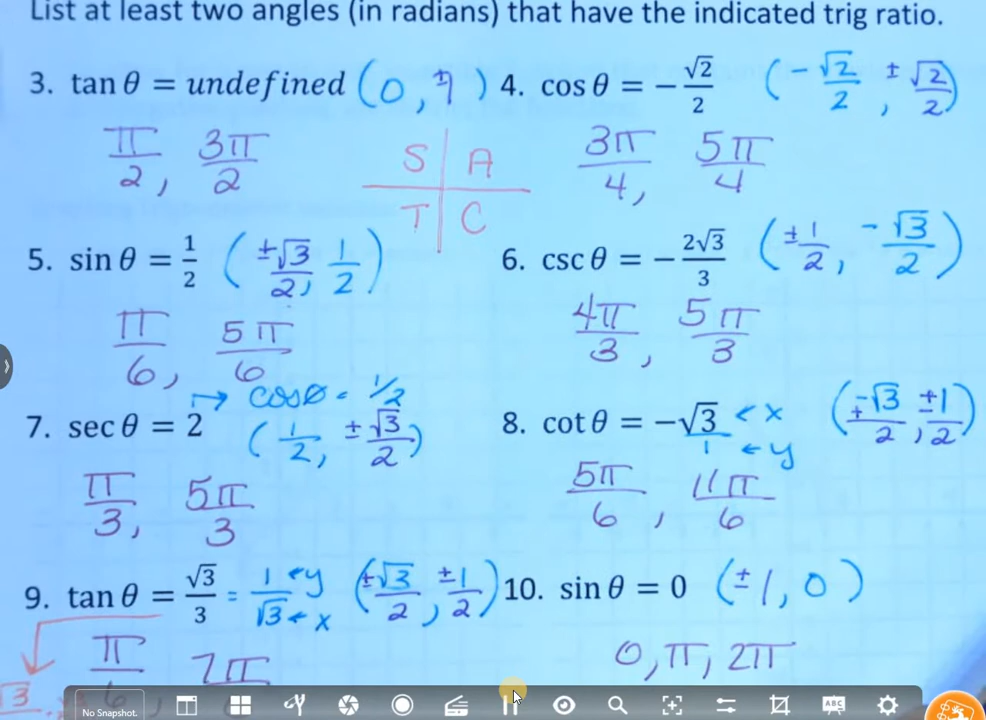 List at least two angles (in radians) that have the indicated trig ratio.
3. tan θ = undefined (0, ±1) 4. cos θ = −√2/2 (−√2/2, ±√2/2)
π/2, 3π/2 3π/4, 5π/4
S A
T C
5. sin θ = 1/2 (±√3/2, 1/2) 6. csc θ = −2√3/3 (±1/2, −√3/2)
π/6, 5π/6 4π/3, 5π/3
→ cosθ = 1/2
7. sec θ = 2 (1/2, ±√3/2) 8. cot θ = −√3/1 ← x ← y (∓√3/2, ±1/2)
π/3, 5π/3 5π/6, 11π/6
9. tan θ = √3/3 = 1/√3 ← y ← x (±√3/2, ±1/2) 10. sin θ = 0 (±1, 0)
π/6 7π 0, π, 2π
√3
No Snapshot.
ABC